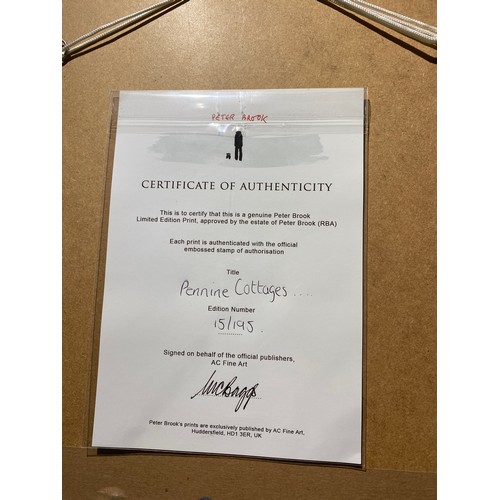 PETER BROOK
CERTIFICATE OF AUTHENTICITY
This is to certify that this is a genuine Peter Brook
Limited Edition Print, approved by the estate of Peter Brook (RBA)
Each print is authenticated with the official
embossed stamp of authorisation
Title
Pennine Cottages ....
Edition Number
15/195.
Signed on behalf of the official publishers,
AC Fine Art
Peter Brook's prints are exclusively published by AC Fine Art,
Huddersfield, HD1 3ER, UK